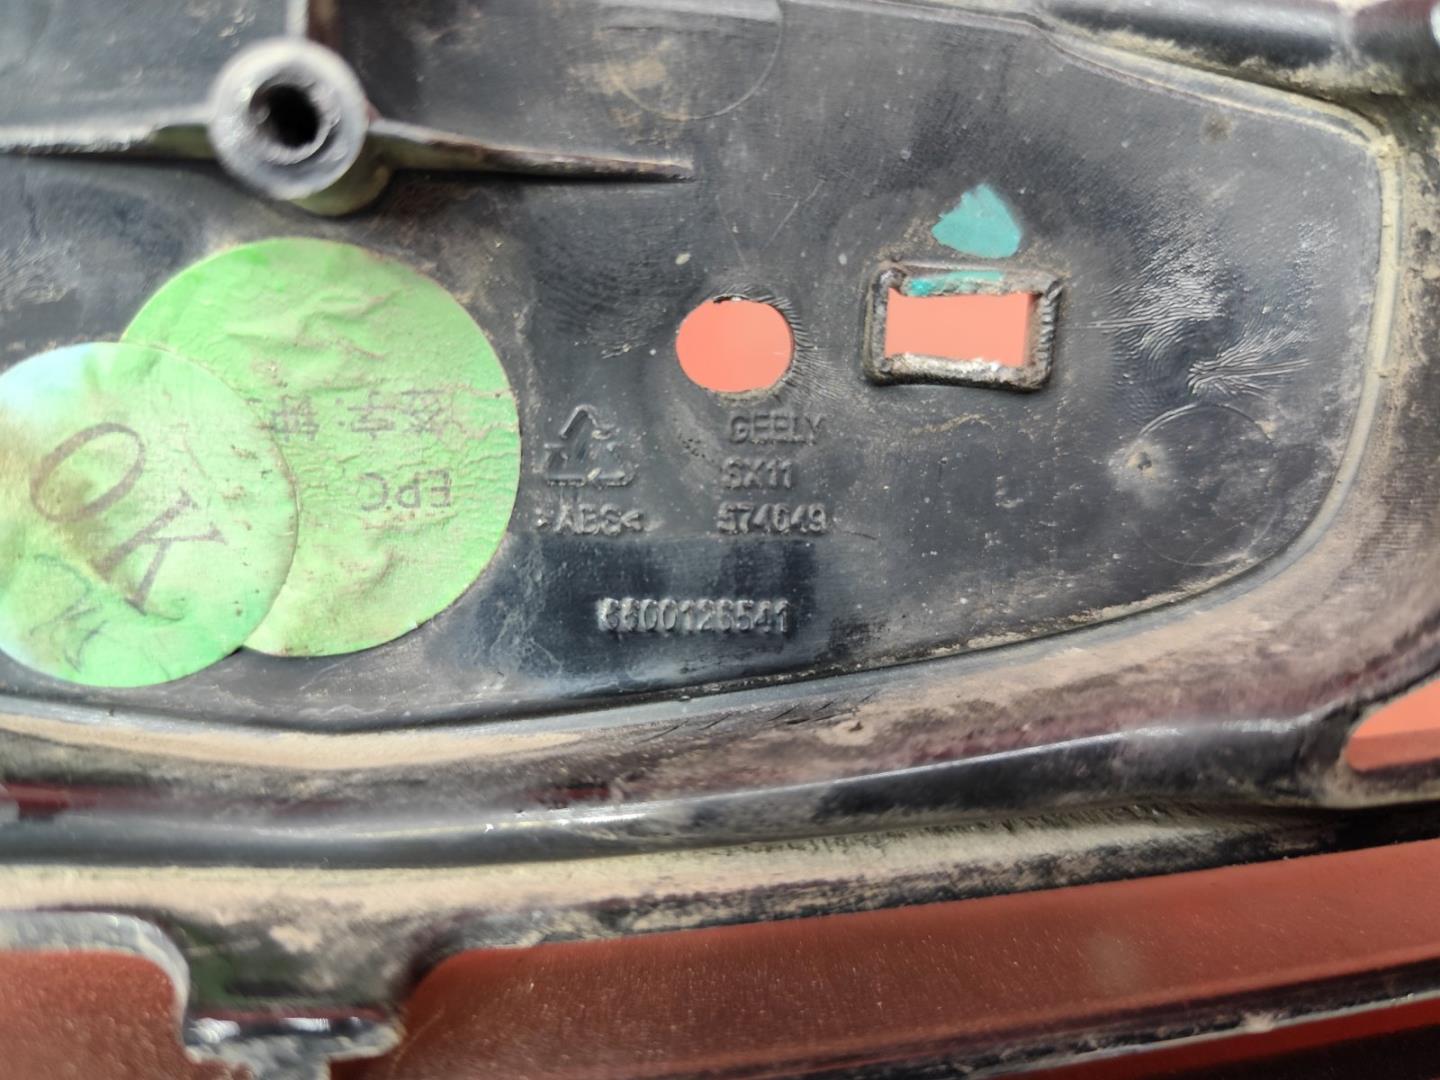 GEELY
SX11
>ABS< 574649
6600126541
EPC
OK